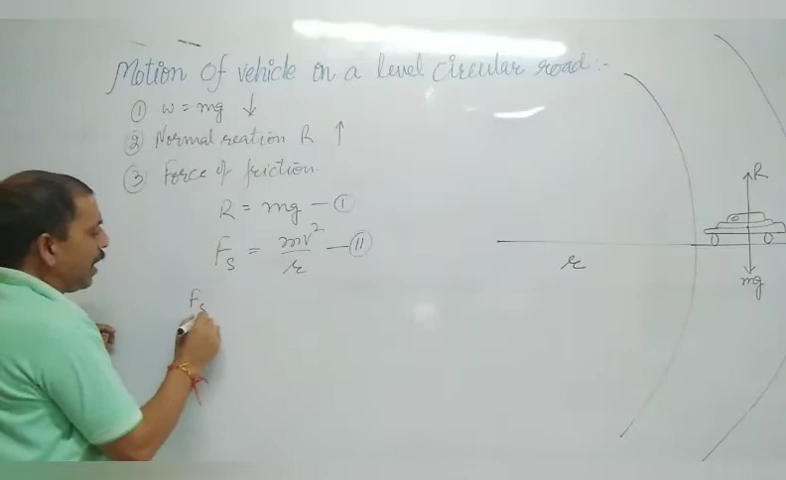 Motion of vehicle on a level circular road:-
① w = mg ↓
② Normal reation R ↑
③ Force of friction.
R = mg — ①
F_s = mv²/r — ⑪
F_s
r
R
mg